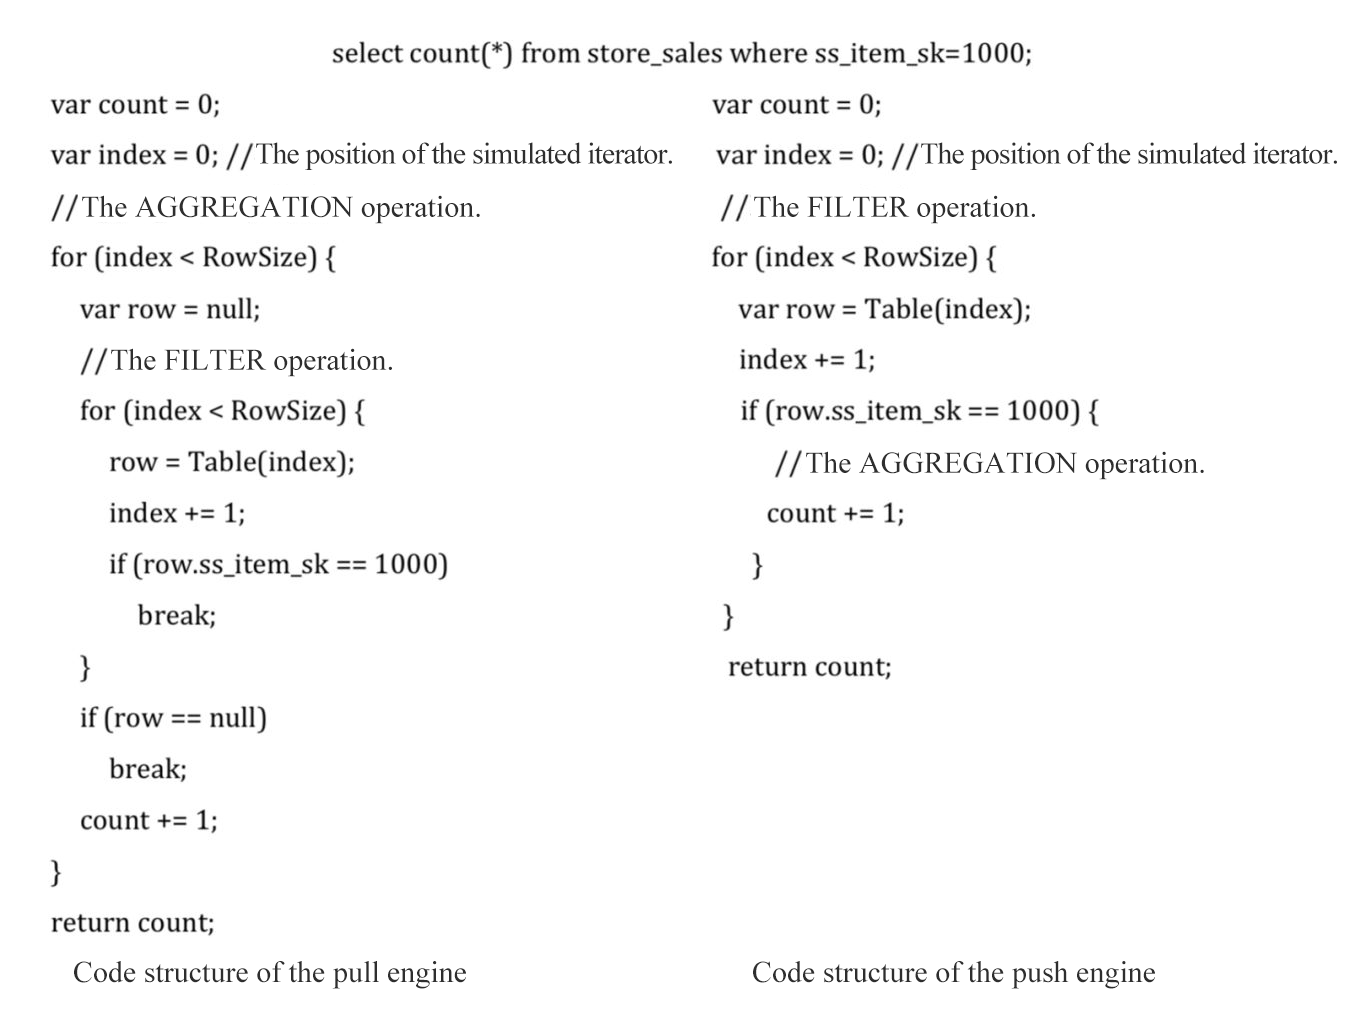 select count(*) from store_sales where ss_item_sk=1000;
var count = 0;
var index = 0; //The position of the simulated iterator.
//The AGGREGATION operation.
for (index < RowSize) {
var row = null;
//The FILTER operation.
for (index < RowSize) {
row = Table(index);
index += 1;
if (row.ss_item_sk == 1000)
break;
}
if (row == null)
break;
count += 1;
}
return count;
Code structure of the pull engine
var count = 0;
var index = 0; //The position of the simulated iterator.
//The FILTER operation.
for (index < RowSize) {
var row = Table(index);
index += 1;
if (row.ss_item_sk == 1000) {
//The AGGREGATION operation.
count += 1;
}
}
return count;
Code structure of the push engine